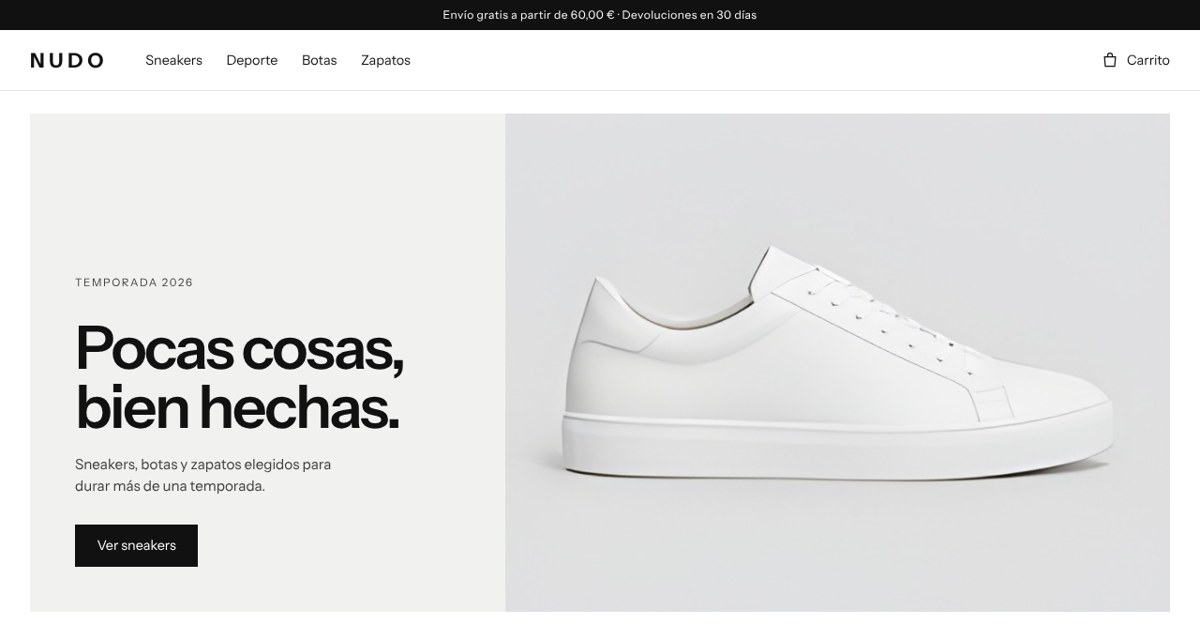 Envío gratis a partir de 60,00 € · Devoluciones en 30 días
NUDO
Sneakers
Deporte
Botas
Zapatos
Carrito
TEMPORADA 2026
Pocas cosas,
bien hechas.
Sneakers, botas y zapatos elegidos para
durar más de una temporada.
Ver sneakers